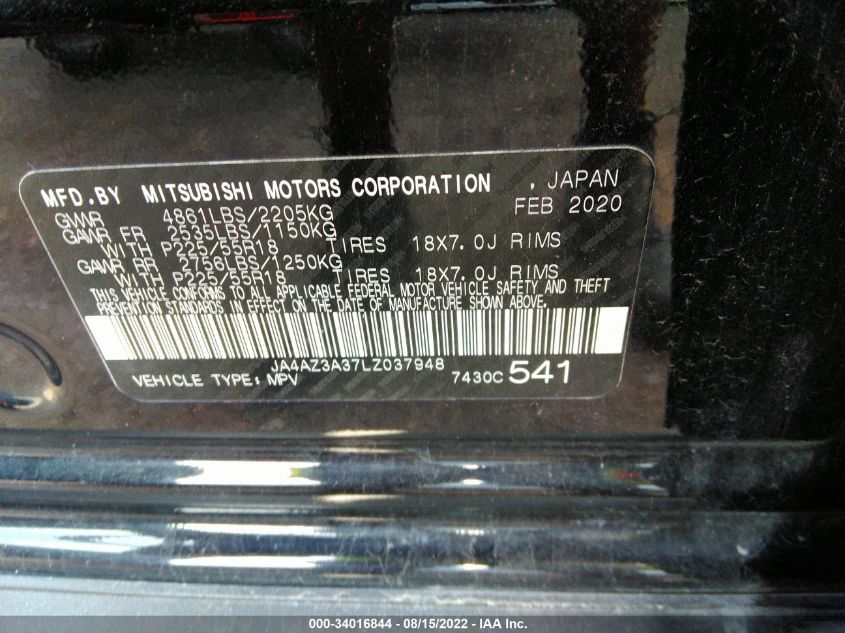 MFD.BY MITSUBISHI MOTORS CORPORATION , JAPAN
GWR 4861LBS/2205KG FEB 2020
GAWR FR 2535LBS/1150KG
WITH P225/55R18 TIRES 18X7.0J RIMS
GAWR RR 2756LBS/1250KG
WITH P225/55R18 TIRES 18X7.0J RIMS
THIS VEHICLE CONFORMS TO ALL APPLICABLE FEDERAL MOTOR VEHICLE SAFETY AND THEFT
PREVENTION STANDARDS IN EFFECT ON THE DATE OF MANUFACTURE SHOWN ABOVE.
JA4AZ3A37LZ037948
VEHICLE TYPE: MPV 7430C 541
000-34016844 - 08/15/2022 - IAA Inc.